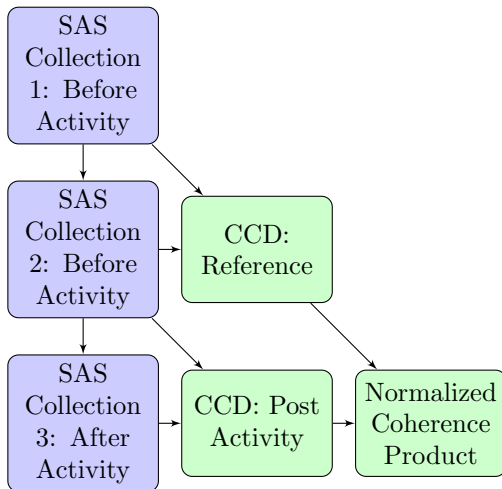 SAS
Collection
1: Before
Activity
SAS
Collection
2: Before
Activity
CCD:
Reference
SAS
Collection
3: After
Activity
CCD: Post
Activity
Normalized
Coherence
Product